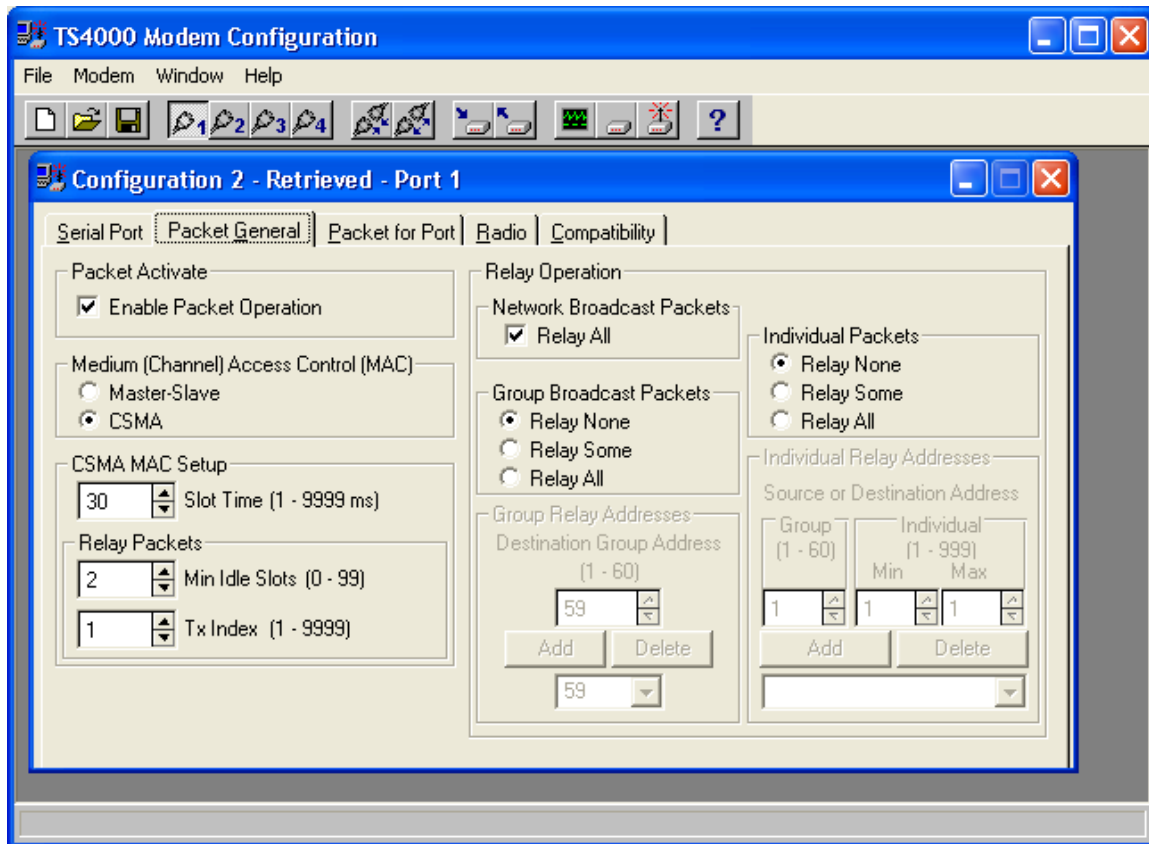 TS4000 Modem Configuration
File Modem Window Help
1 2 3 4 ?
Configuration 2 - Retrieved - Port 1
Serial Port Packet General Packet for Port Radio Compatibility
Packet Activate
Enable Packet Operation
Medium (Channel) Access Control (MAC)
Master-Slave
CSMA
CSMA MAC Setup
30 Slot Time (1 - 9999 ms)
Relay Packets
2 Min Idle Slots (0 - 99)
1 Tx Index (1 - 9999)
Relay Operation
Network Broadcast Packets
Relay All
Group Broadcast Packets
Relay None
Relay Some
Relay All
Group Relay Addresses
Destination Group Address
(1 - 60)
59
Add Delete
59
Individual Packets
Relay None
Relay Some
Relay All
Individual Relay Addresses
Source or Destination Address
Group Individual
(1 - 60) (1 - 999)
Min Max
1 1 1
Add Delete